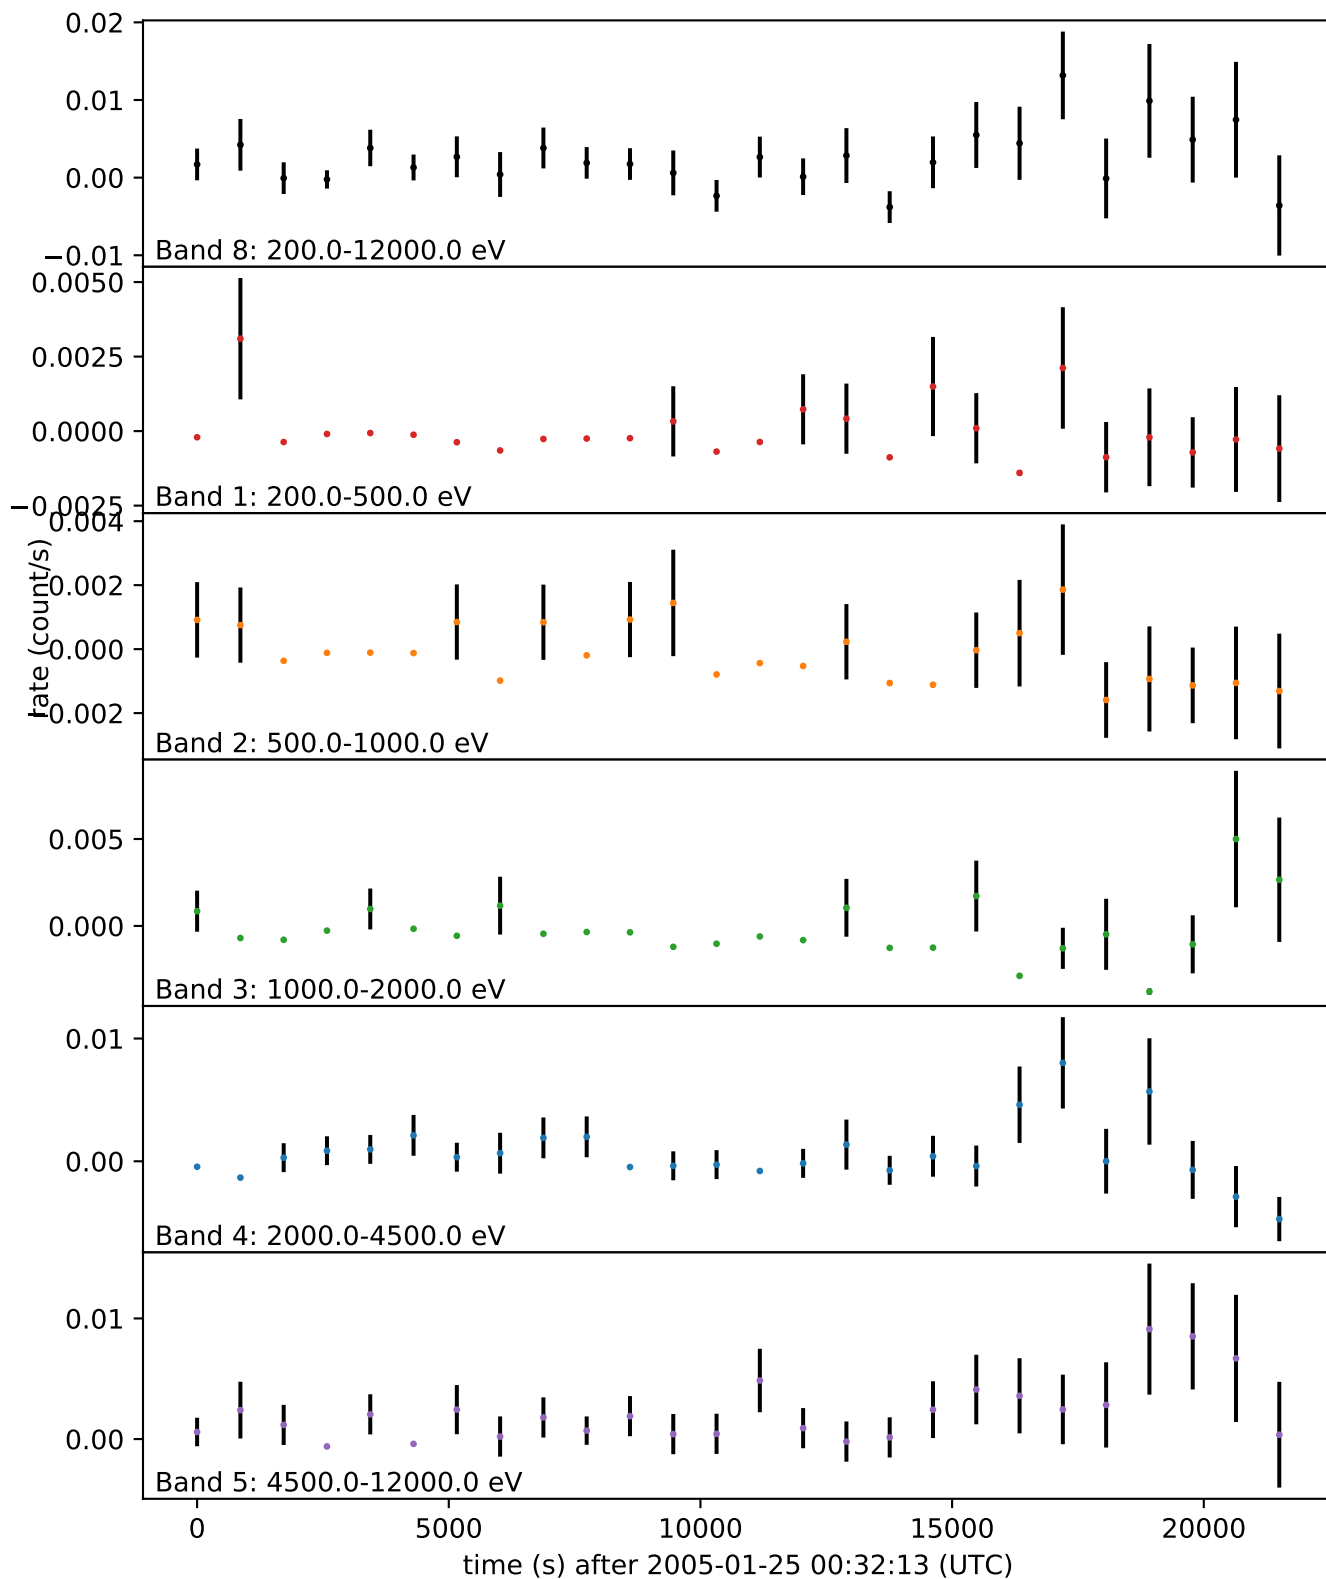 0.02
0.01
0.00
−0.01
Band 8: 200.0-12000.0 eV
0.0050
0.0025
0.0000
−0.0025
Band 1: 200.0-500.0 eV
rate (count/s)
0.004
0.002
0.000
−0.002
Band 2: 500.0-1000.0 eV
0.005
0.000
Band 3: 1000.0-2000.0 eV
0.01
0.00
Band 4: 2000.0-4500.0 eV
0.01
0.00
Band 5: 4500.0-12000.0 eV
0 5000 10000 15000 20000
time (s) after 2005-01-25 00:32:13 (UTC)